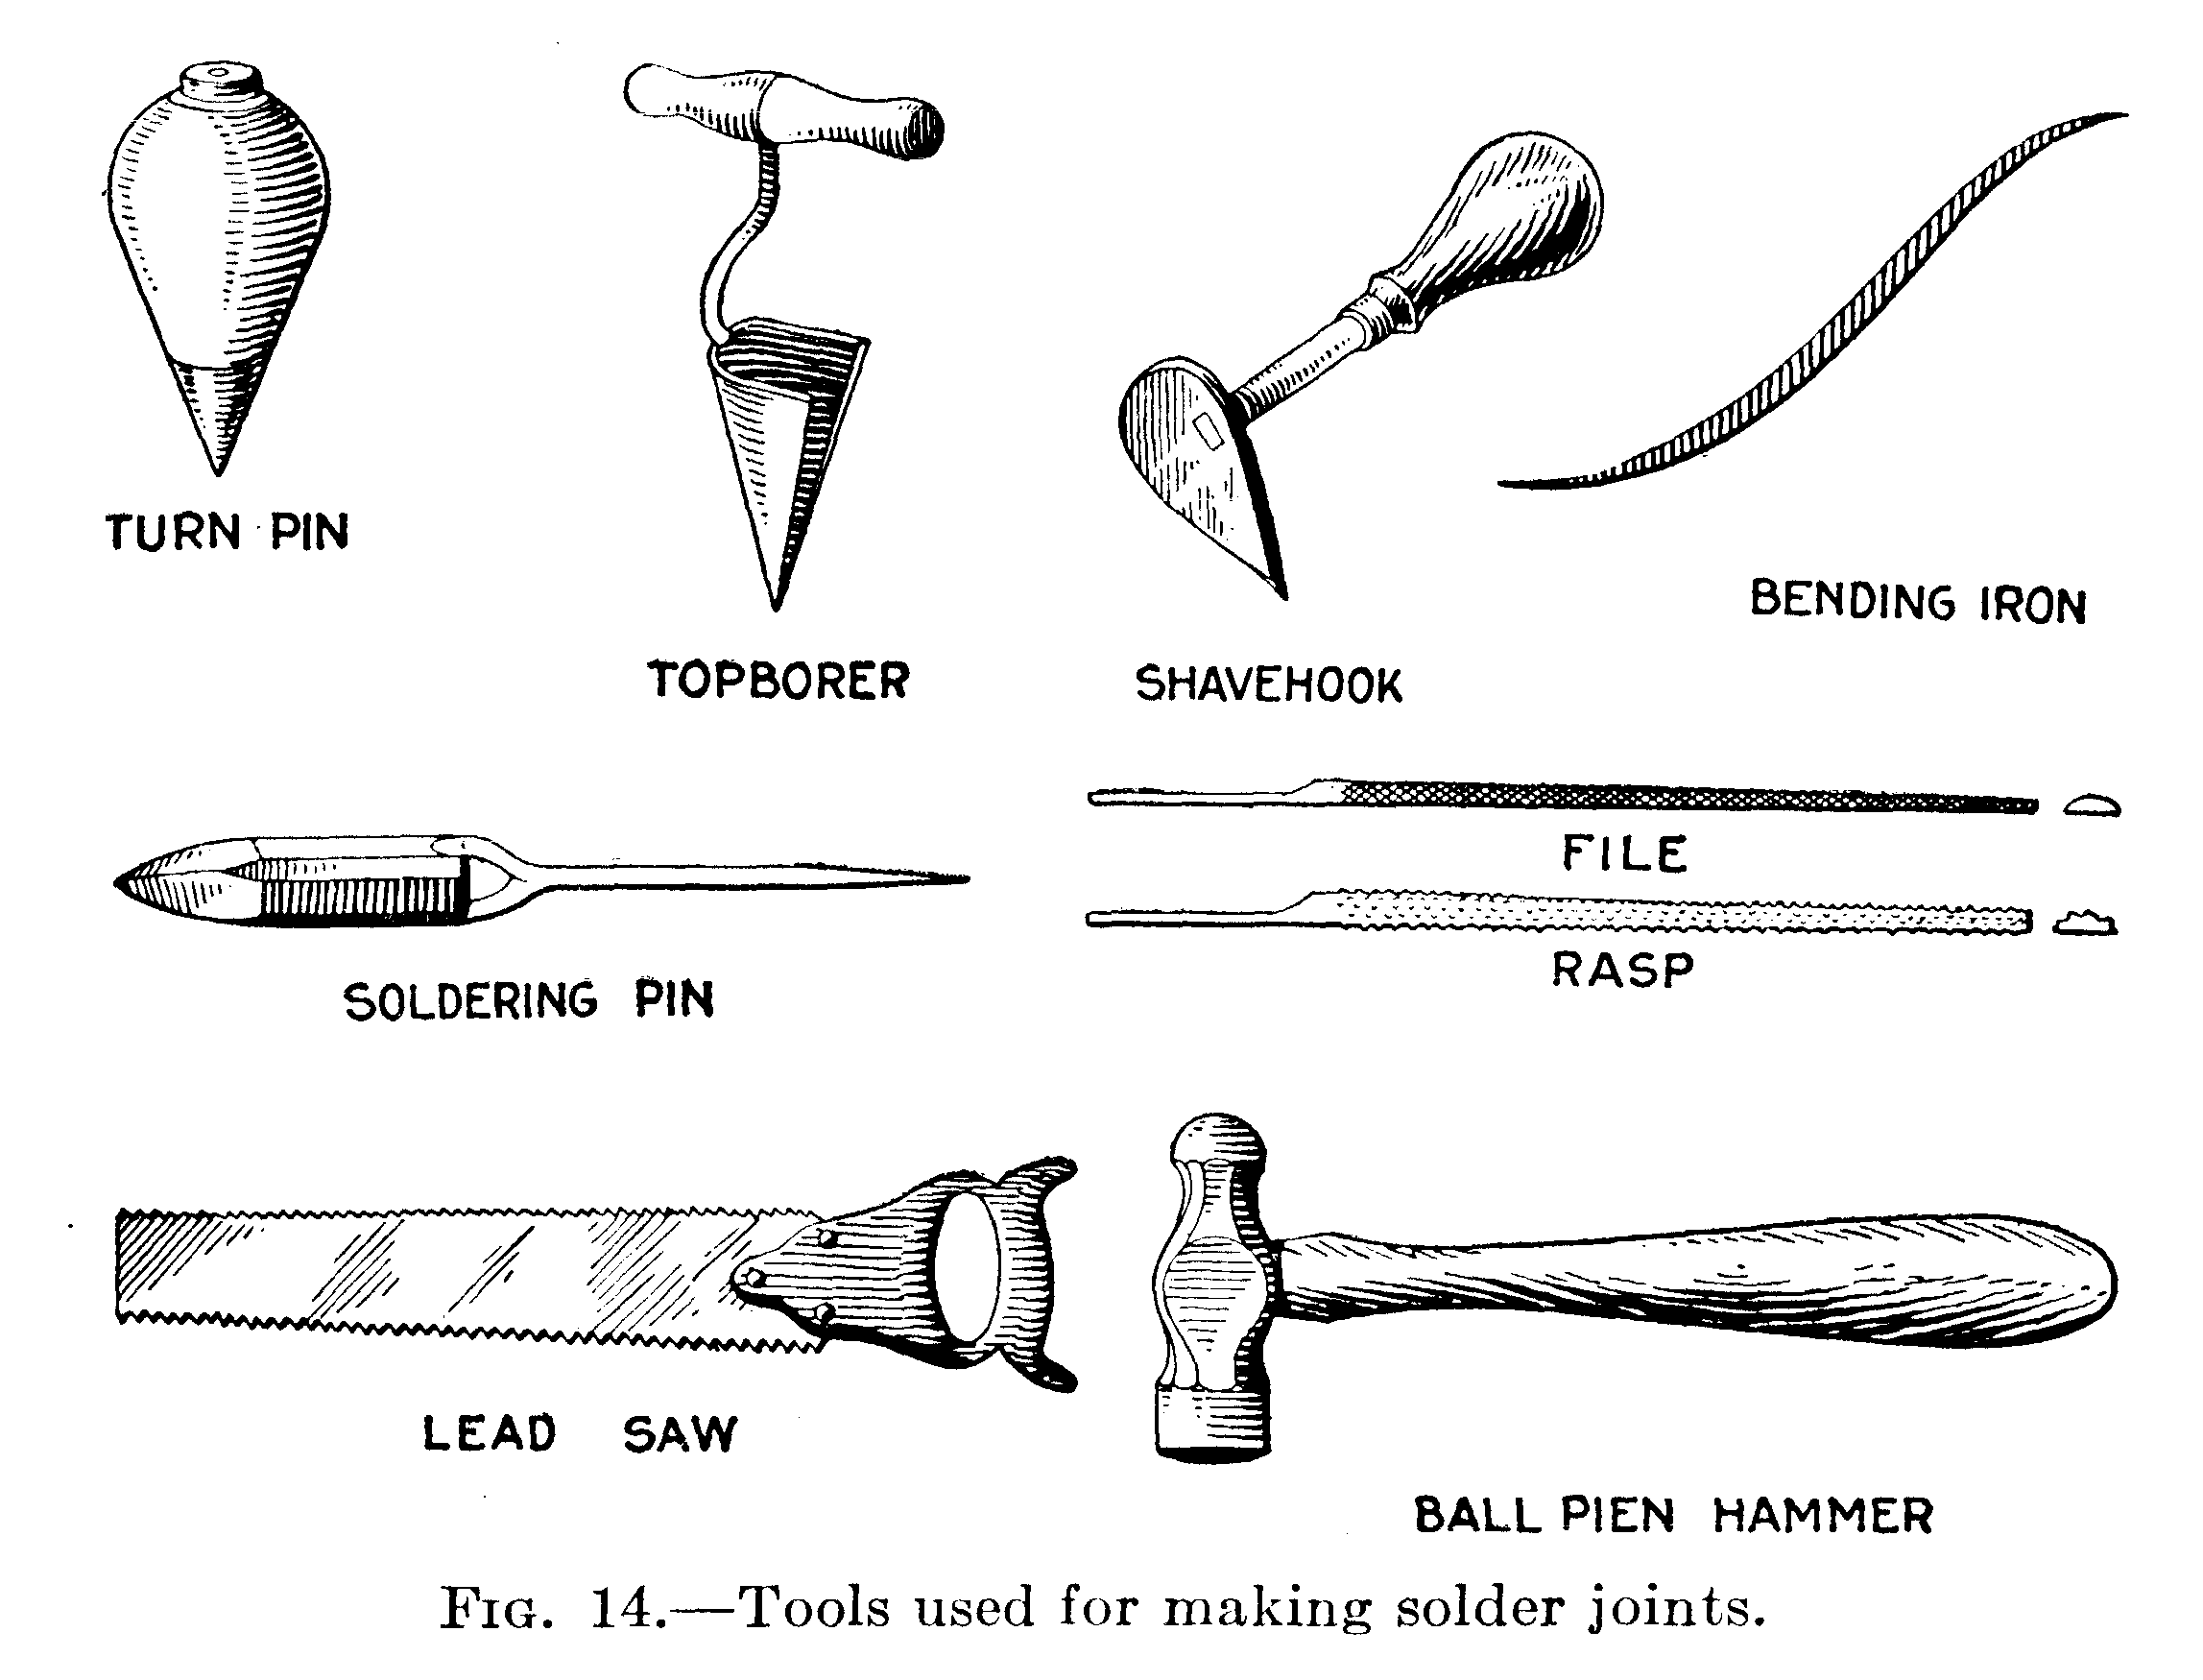 TURN PIN
TOPBORER
SHAVEHOOK
BENDING IRON
SOLDERING PIN
FILE
RASP
LEAD SAW
BALL PIEN HAMMER
FIG. 14.—Tools used for making solder joints.